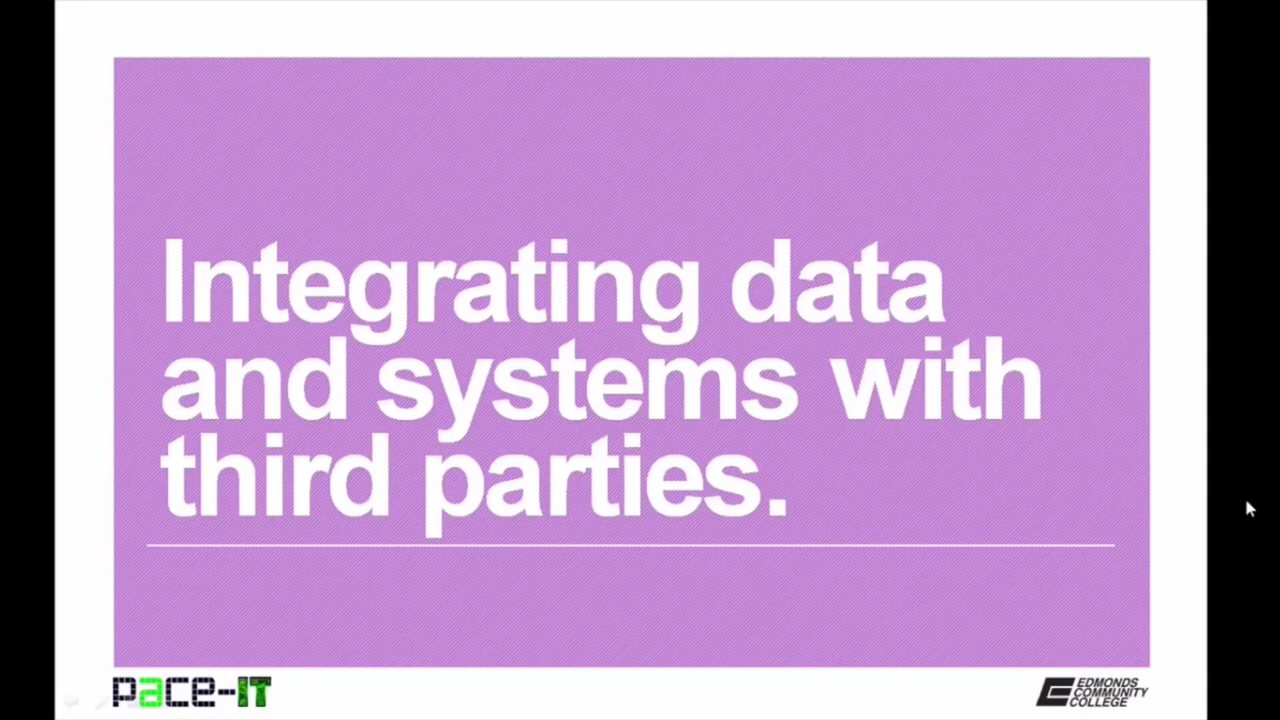 Integrating data
and systems with
third parties.
pace-IT
EDMONDS
COMMUNITY
COLLEGE